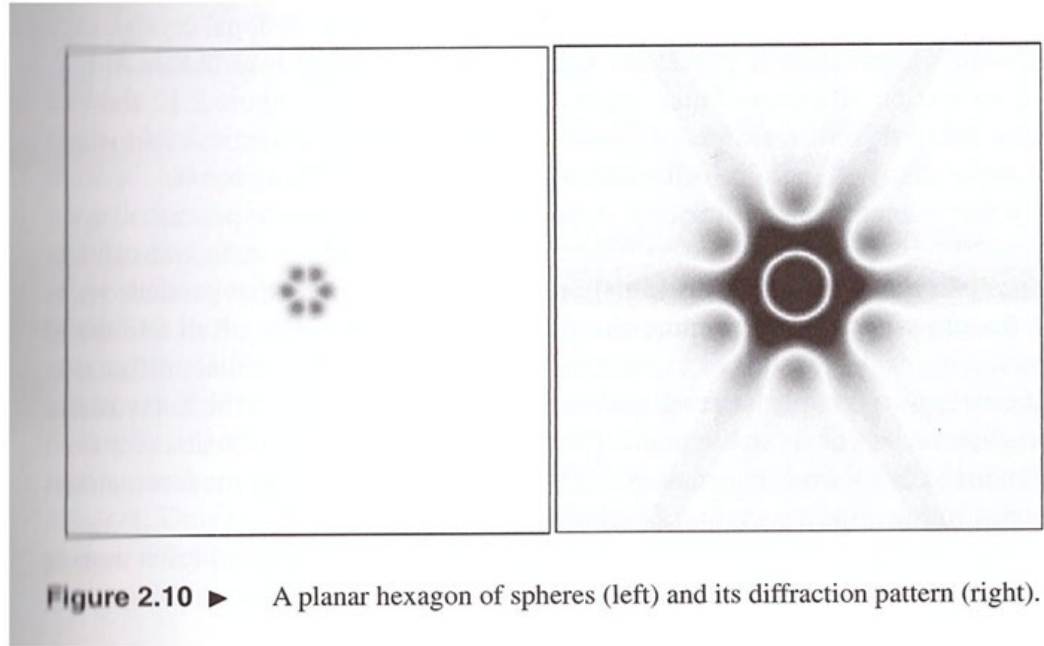 Figure 2.10 ► A planar hexagon of spheres (left) and its diffraction pattern (right).